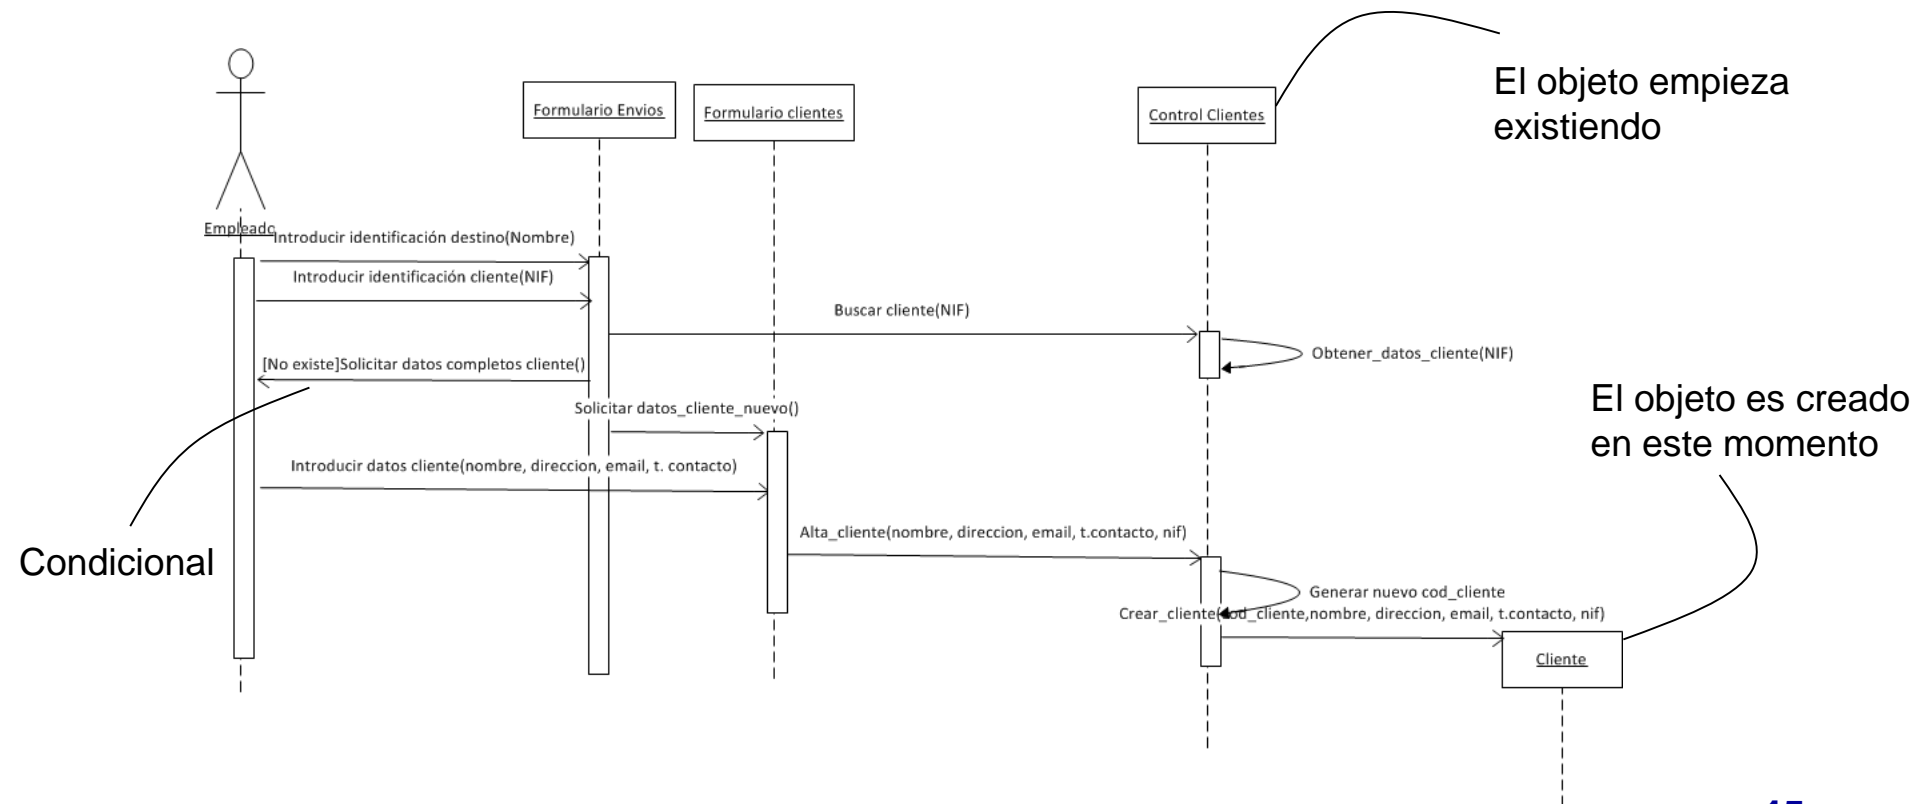 El objeto empieza
existiendo
Formulario Envios
Formulario clientes
Control Clientes
Empleado
Introducir identificación destino(Nombre)
Introducir identificación cliente(NIF)
Buscar cliente(NIF)
Obtener_datos_cliente(NIF)
[No existe]Solicitar datos completos cliente()
El objeto es creado
en este momento
Solicitar datos_cliente_nuevo()
Introducir datos cliente(nombre, direccion, email, t. contacto)
Alta_cliente(nombre, direccion, email, t.contacto, nif)
Condicional
Generar nuevo cod_cliente
Crear_cliente(cod_cliente,nombre, direccion, email, t.contacto, nif)
Cliente